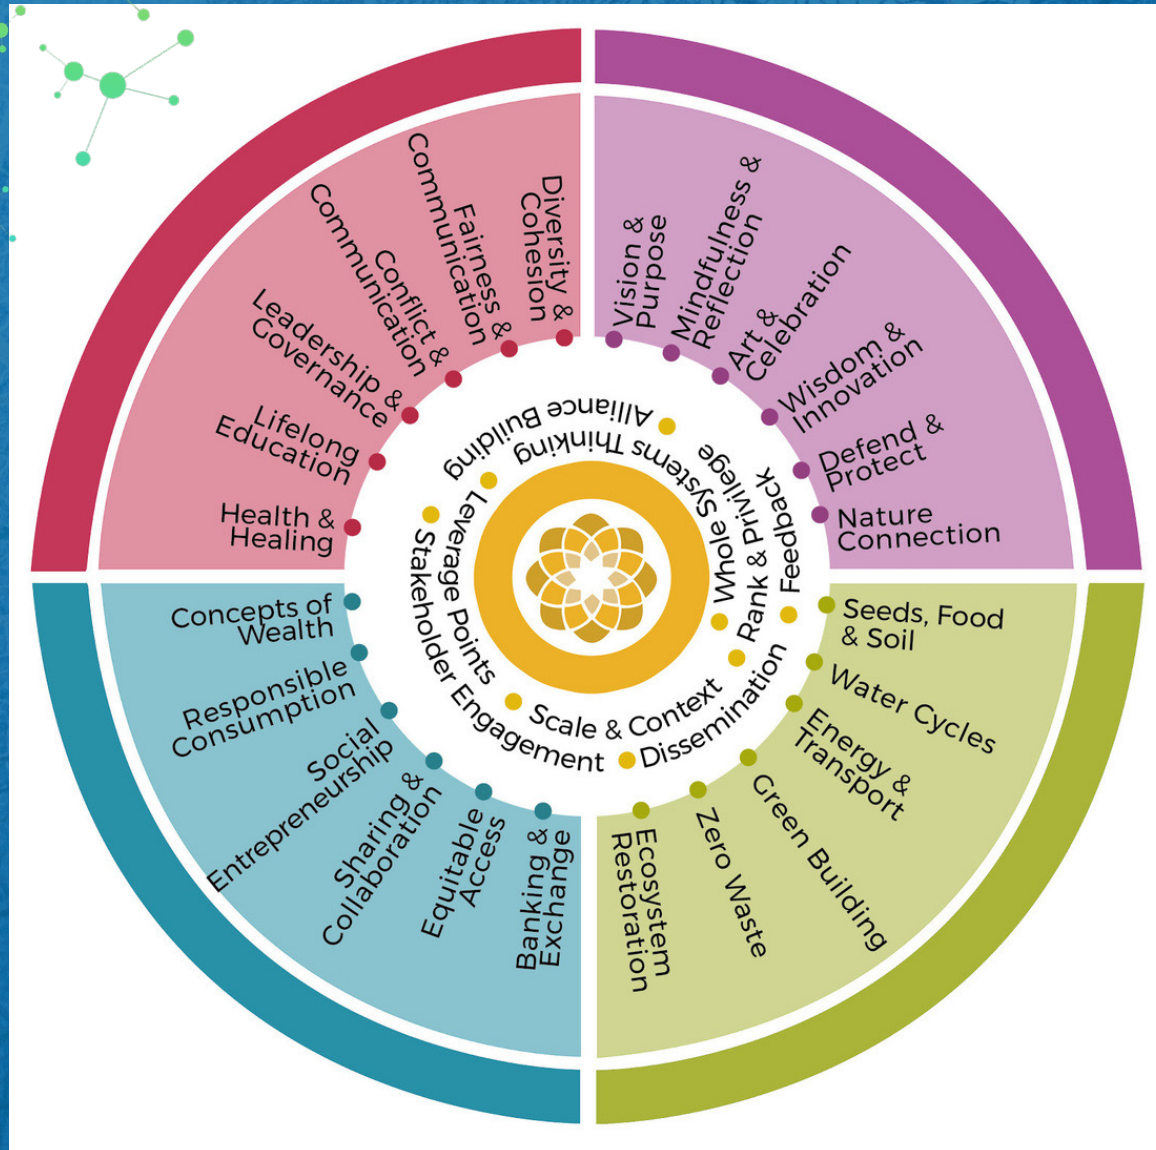 Diversity &
Cohesion
Fairness &
Communication
Conflict &
Communication
Leadership &
Governance
Lifelong
Education
Health &
Healing
Vision &
Purpose
Mindfulness &
Reflection
Art &
Celebration
Wisdom &
Innovation
Defend &
Protect
Nature
Connection
Seeds, Food
& Soil
Water Cycles
Energy &
Transport
Green Building
Zero Waste
Ecosystem
Restoration
Concepts of
Wealth
Responsible
Consumption
Social
Entrepreneurship
Sharing &
Collaboration
Equitable
Access
Banking &
Exchange
Alliance Building
Whole Systems Thinking
Rank & Privilege
Feedback
Leverage Points
Stakeholder Engagement
Scale & Context
Dissemination